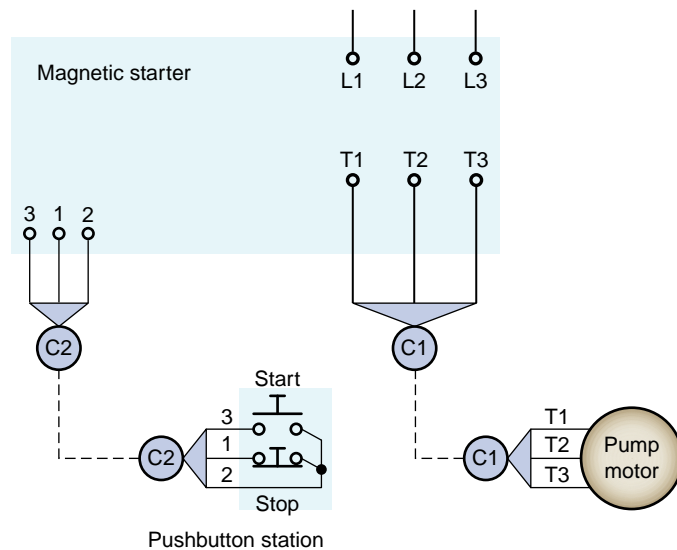 Magnetic starter
L1 L2 L3
T1 T2 T3
3 1 2
C2
C1
Start
3
1
2
C2
Stop
Pushbutton station
C1
T1
T2
T3
Pump
motor